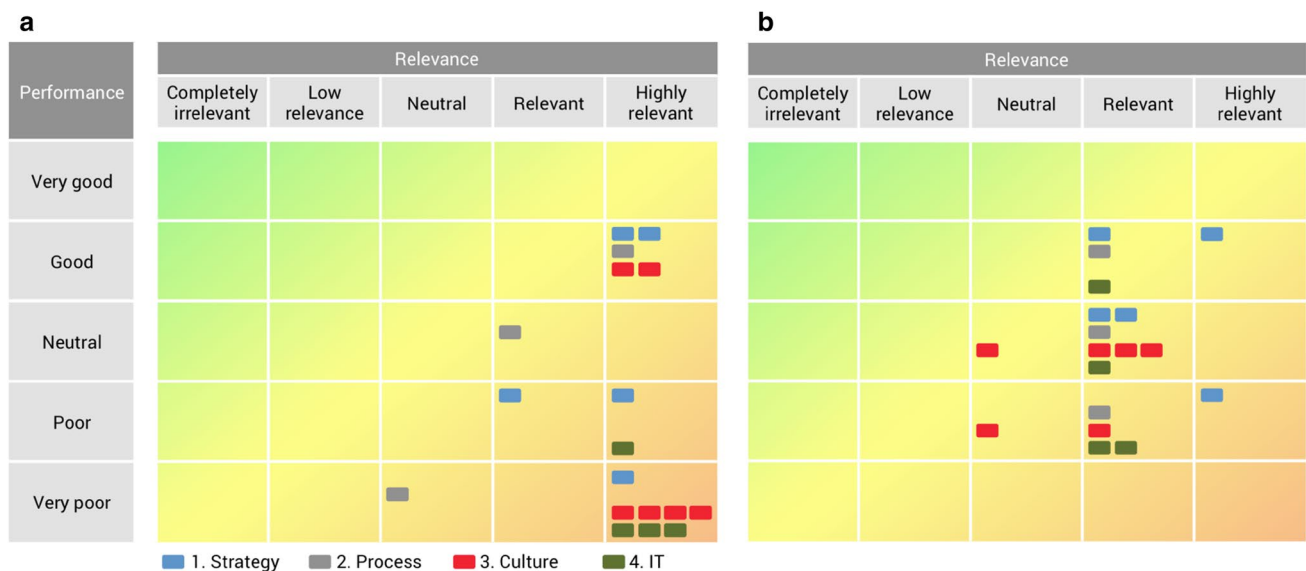 a
b
Performance
Relevance
Completely
irrelevant
Low
relevance
Neutral
Relevant
Highly
relevant
Relevance
Completely
irrelevant
Low
relevance
Neutral
Relevant
Highly
relevant
Very good
Good
Neutral
Poor
Very poor
1. Strategy
2. Process
3. Culture
4. IT